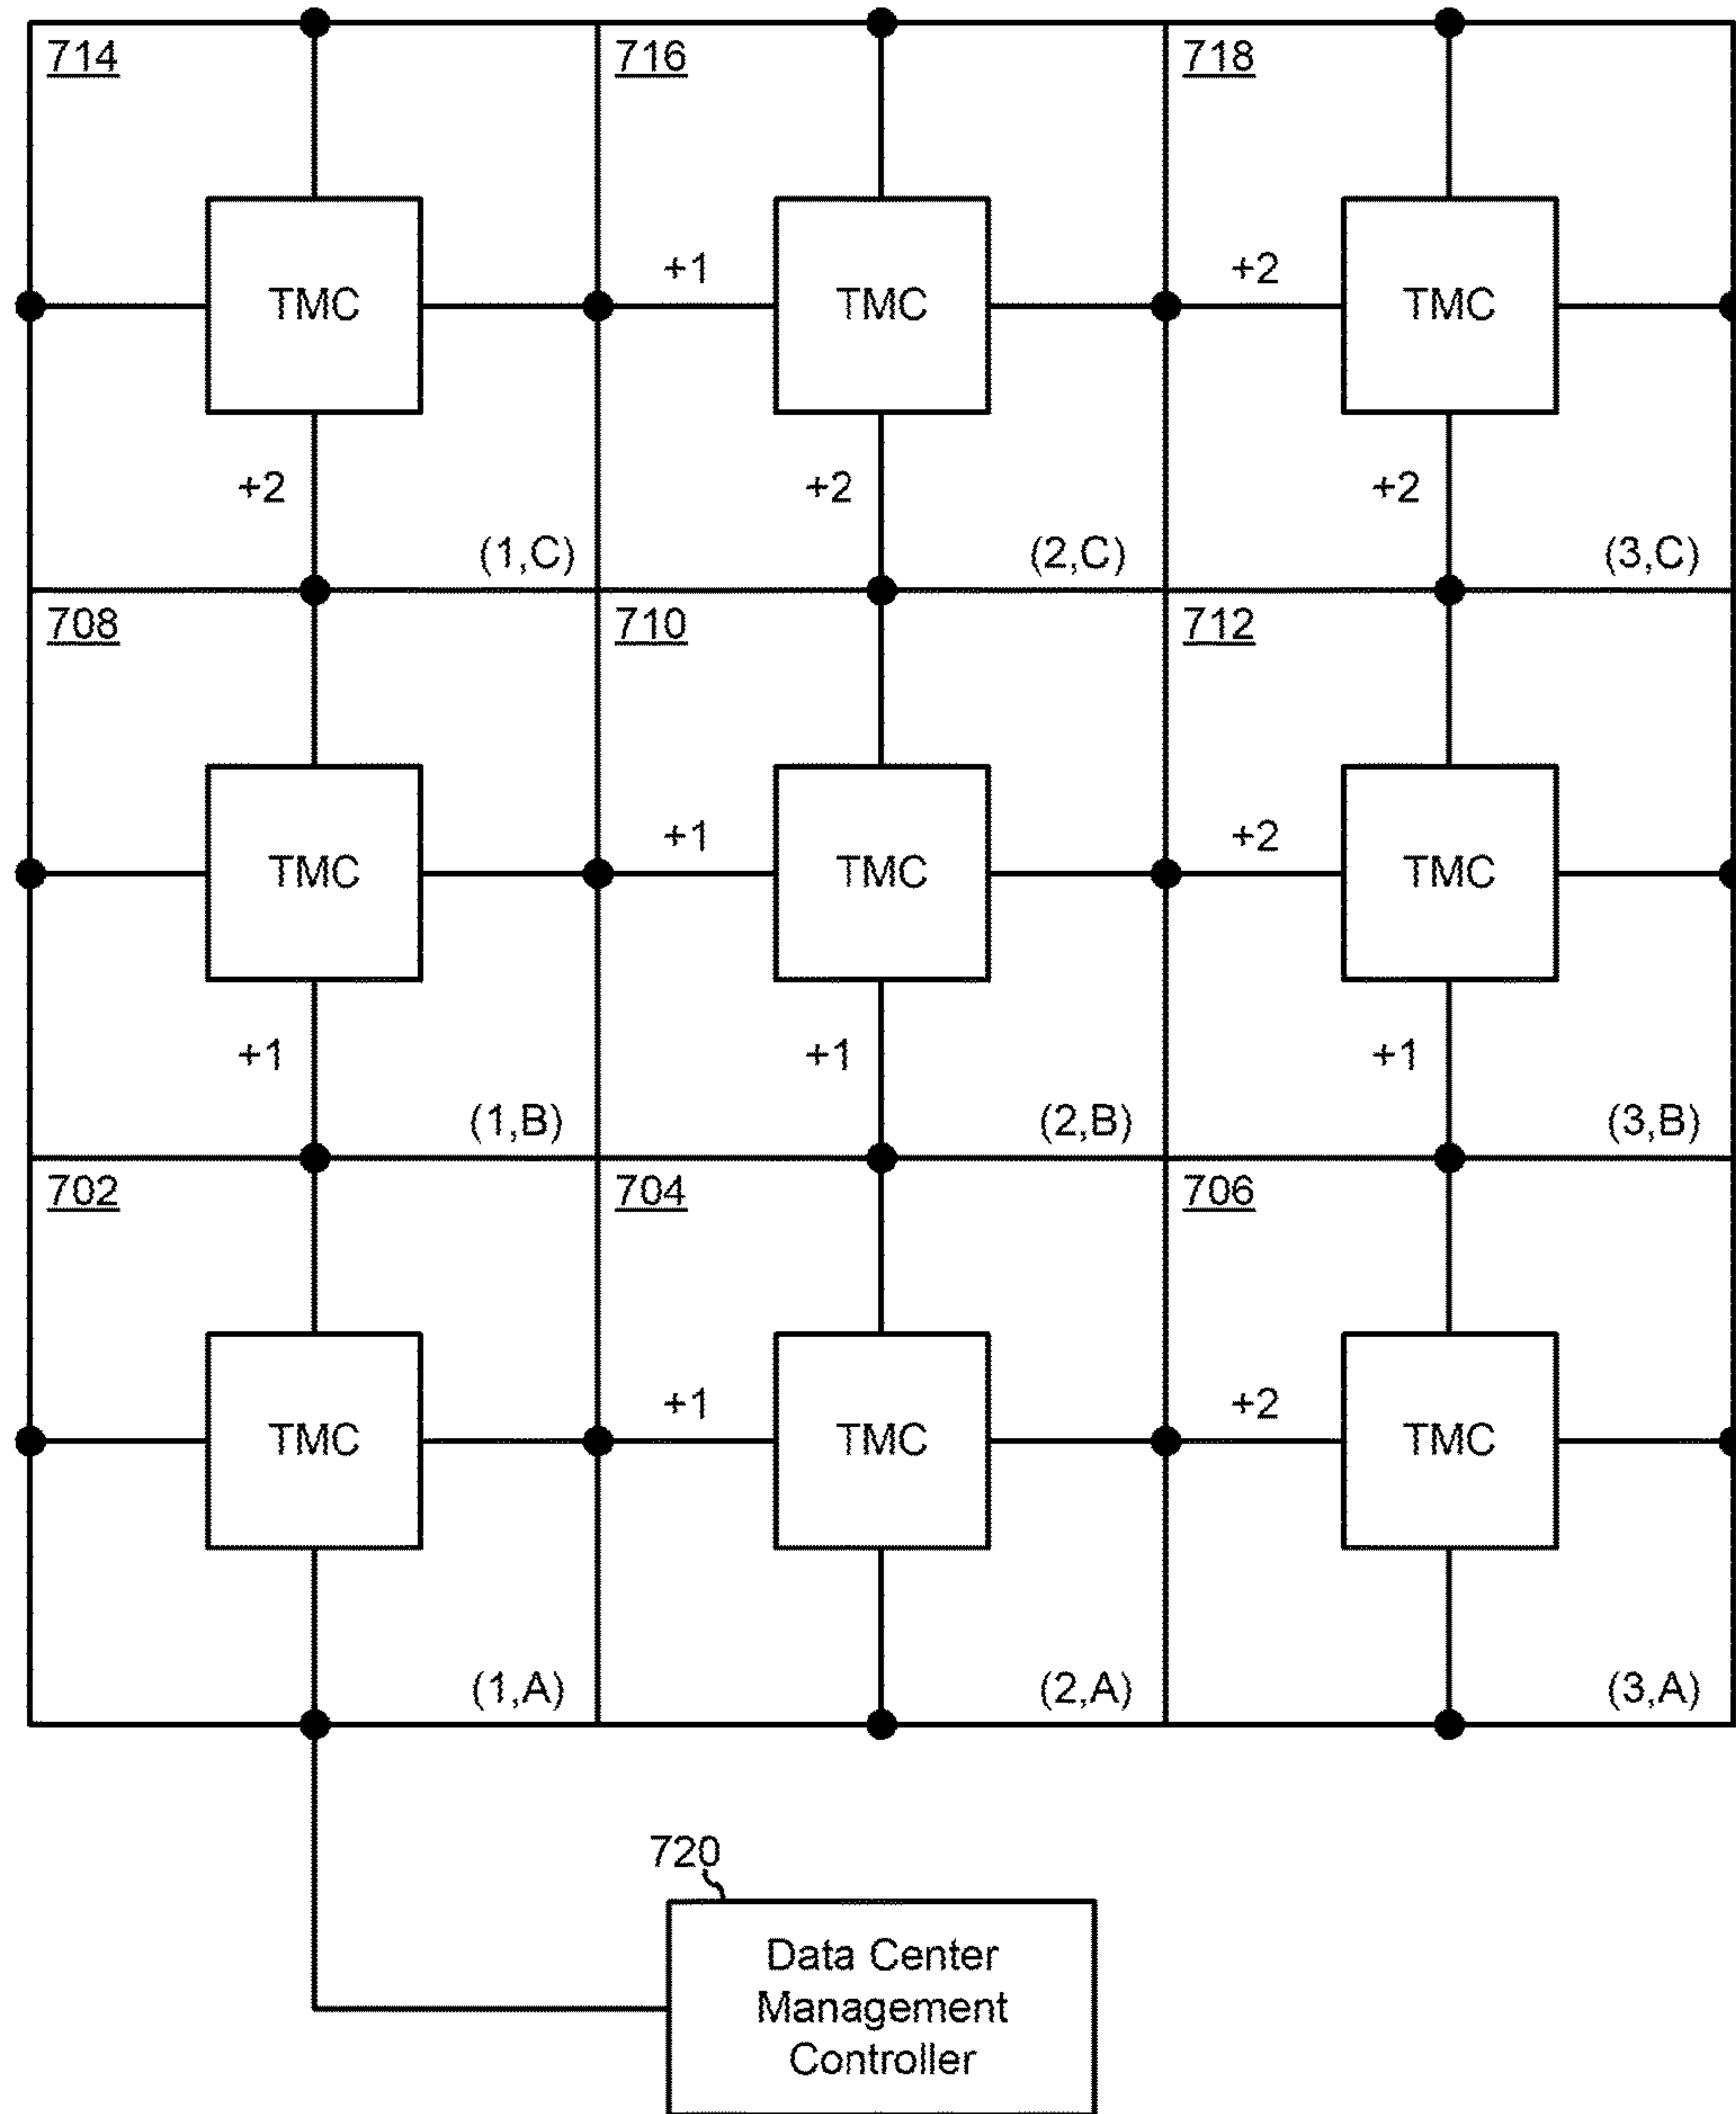 714 716 718
+1 +2
TMC TMC TMC
+2 +2 +2
(1,C) (2,C) (3,C)
708 710 712
+1 +2
TMC TMC TMC
+1 +1 +1
(1,B) (2,B) (3,B)
702 704 706
+1 +2
TMC TMC TMC
(1,A) (2,A) (3,A)
720
Data Center
Management
Controller